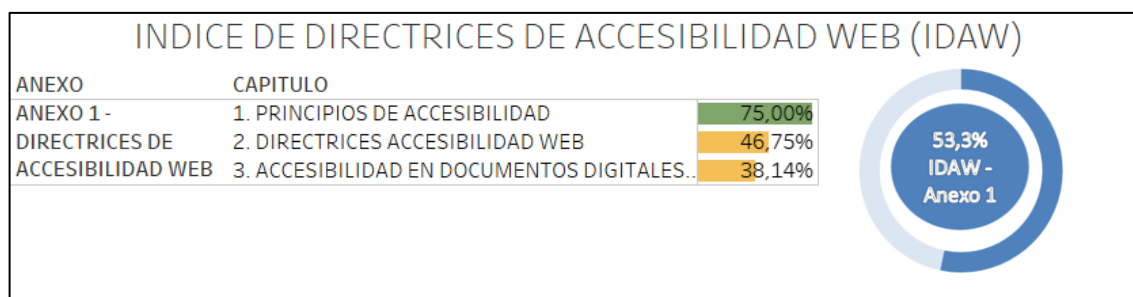 INDICE DE DIRECTRICES DE ACCESIBILIDAD WEB (IDAW)
ANEXO CAPITULO
ANEXO 1 - 1. PRINCIPIOS DE ACCESIBILIDAD 75,00%
DIRECTRICES DE 2. DIRECTRICES ACCESIBILIDAD WEB 46,75%
ACCESIBILIDAD WEB 3. ACCESIBILIDAD EN DOCUMENTOS DIGITALES.. 38,14%
53,3%
IDAW -
Anexo 1